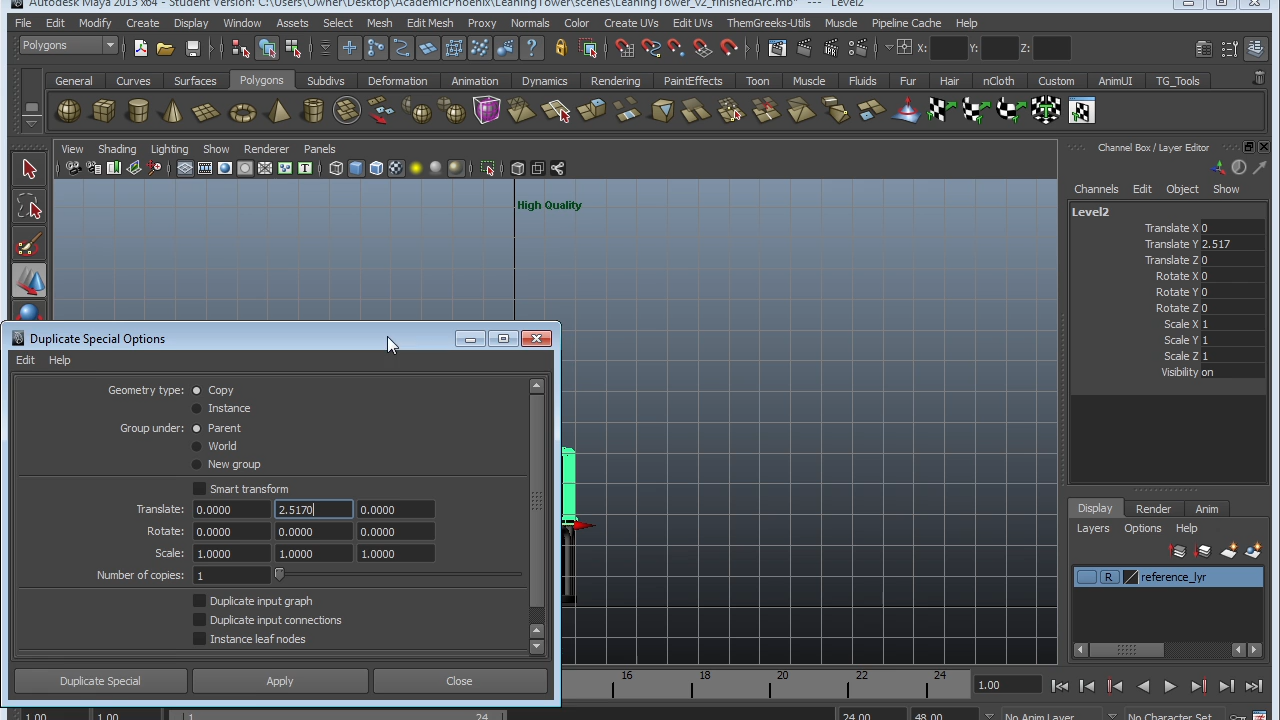 Autodesk Maya 2013 x64 - Student Version: C:\Users\Owner\Desktop\AcademicPhoenix\LeaningTower\scenes\LeaningTower_v2_finishedArc.mb*   ---   Level2
File Edit Modify Create Display Window Assets Select Mesh Edit Mesh Proxy Normals Color Create UVs Edit UVs ThemGreeks-Utils Muscle Pipeline Cache Help
Polygons X: Y: Z:
General Curves Surfaces Polygons Subdivs Deformation Animation Dynamics Rendering PaintEffects Toon Muscle Fluids Fur Hair nCloth Custom AnimUI TG_Tools
View Shading Lighting Show Renderer Panels
Channel Box / Layer Editor
Channels Edit Object Show
High Quality
Level2
Translate X 0
Translate Y 2.517
Translate Z 0
Rotate X 0
Rotate Y 0
Rotate Z 0
Scale X 1
Scale Y 1
Scale Z 1
Visibility on
Duplicate Special Options
Edit Help
Geometry type: Copy
Instance
Group under: Parent
World
New group
Smart transform
Translate: 0.0000 2.5170 0.0000
Rotate: 0.0000 0.0000 0.0000
Scale: 1.0000 1.0000 1.0000
Number of copies: 1
Duplicate input graph
Duplicate input connections
Instance leaf nodes
Duplicate Special Apply Close
Display Render Anim
Layers Options Help
R reference_lyr
16 18 20 22 24 1.00
1.00 1.00 1 24 24.00 48.00 No Anim Layer No Character Set